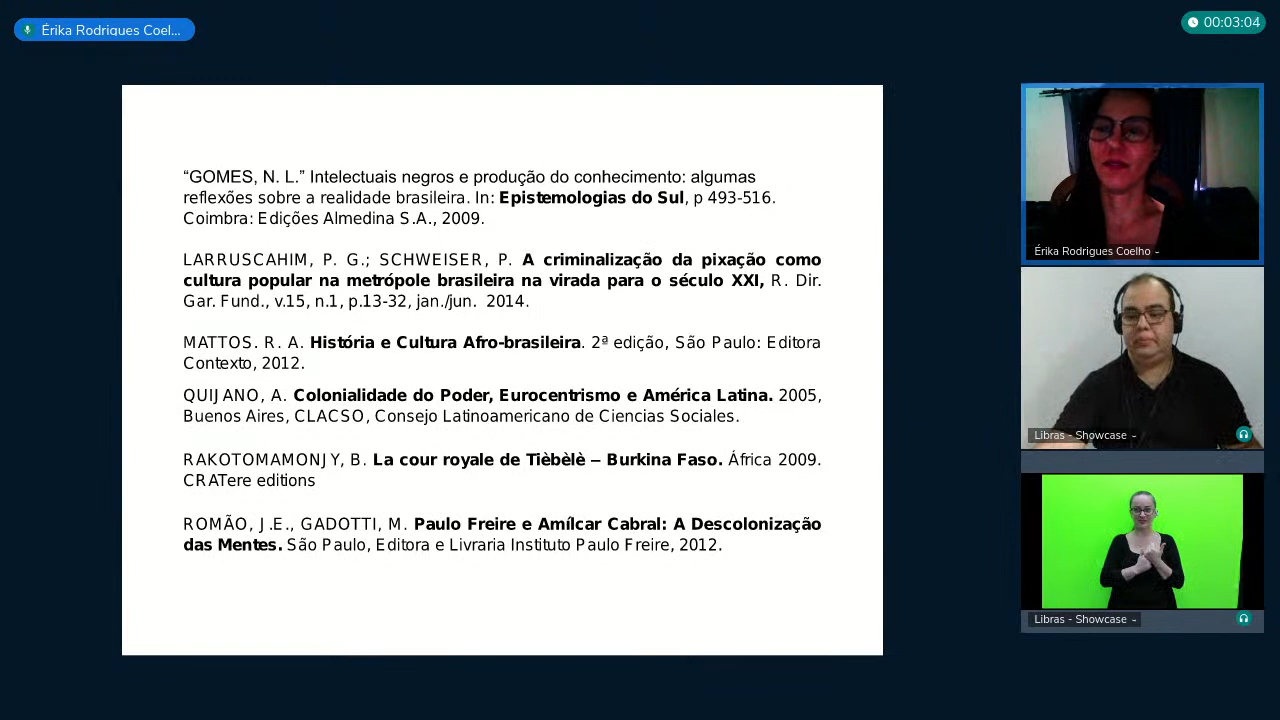 Érika Rodrigues Coel...
00:03:04
“GOMES, N. L.” Intelectuais negros e produção do conhecimento: algumas
reflexões sobre a realidade brasileira. In: Epistemologias do Sul, p 493-516.
Coimbra: Edições Almedina S.A., 2009.
LARRUSCAHIM, P. G.; SCHWEISER, P. A criminalização da pixação como
cultura popular na metrópole brasileira na virada para o século XXI, R. Dir.
Gar. Fund., v.15, n.1, p.13-32, jan./jun. 2014.
MATTOS. R. A. História e Cultura Afro-brasileira. 2ª edição, São Paulo: Editora
Contexto, 2012.
QUIJANO, A. Colonialidade do Poder, Eurocentrismo e América Latina. 2005,
Buenos Aires, CLACSO, Consejo Latinoamericano de Ciencias Sociales.
RAKOTOMAMONJY, B. La cour royale de Tièbèlè – Burkina Faso. África 2009.
CRATere editions
ROMÃO, J.E., GADOTTI, M. Paulo Freire e Amílcar Cabral: A Descolonização
das Mentes. São Paulo, Editora e Livraria Instituto Paulo Freire, 2012.
Érika Rodrigues Coelho
Libras - Showcase
Libras - Showcase